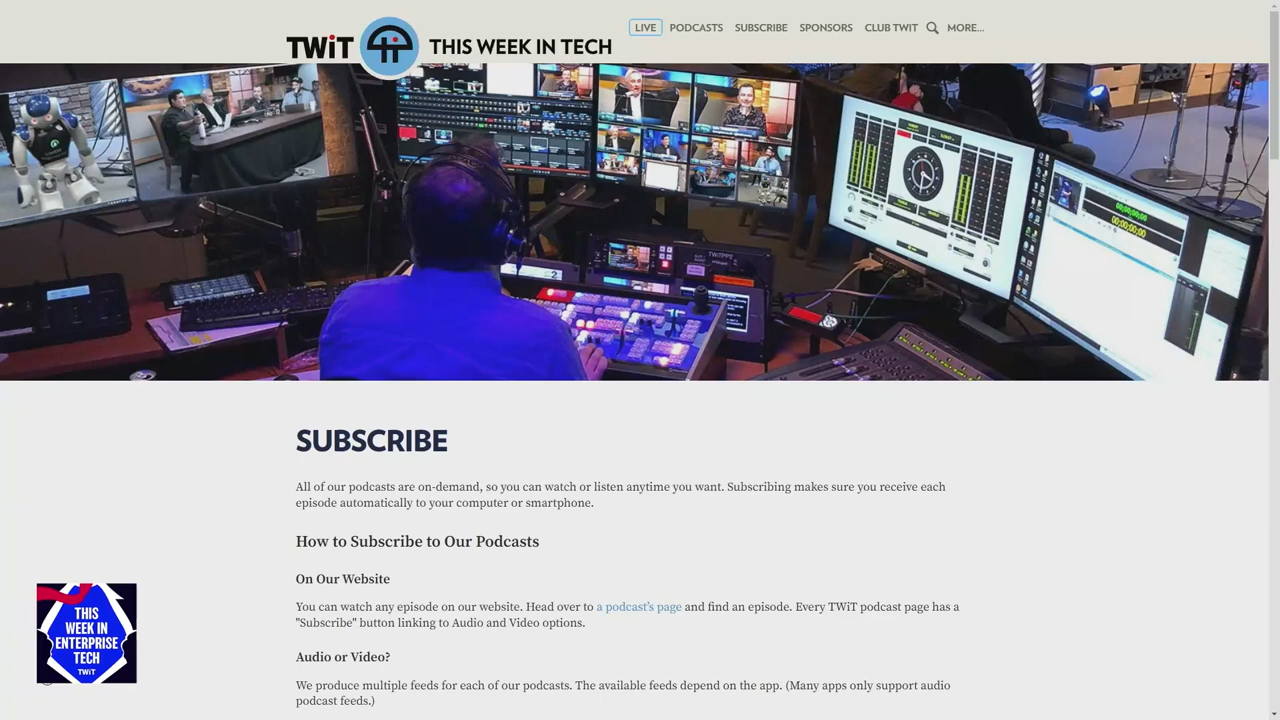 TWiT
THIS WEEK IN TECH
LIVE
PODCASTS
SUBSCRIBE
SPONSORS
CLUB TWIT
MORE...
SUBSCRIBE
All of our podcasts are on-demand, so you can watch or listen anytime you want. Subscribing makes sure you receive each
episode automatically to your computer or smartphone.
How to Subscribe to Our Podcasts
On Our Website
You can watch any episode on our website. Head over to a podcast's page and find an episode. Every TWiT podcast page has a
"Subscribe" button linking to Audio and Video options.
THIS
WEEK IN
ENTERPRISE
TECH
TWiT
Audio or Video?
We produce multiple feeds for each of our podcasts. The available feeds depend on the app. (Many apps only support audio
podcast feeds.)